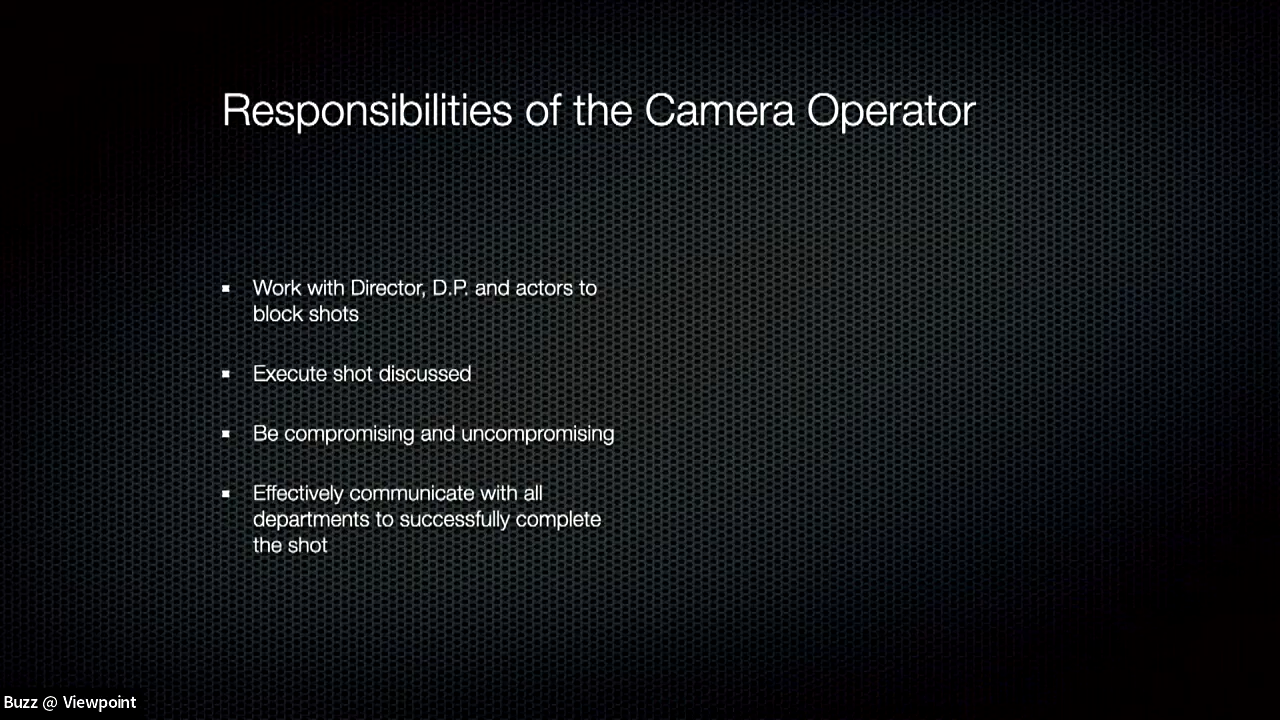 Responsibilities of the Camera Operator
Work with Director, D.P. and actors to
block shots
Execute shot discussed
Be compromising and uncompromising
Effectively communicate with all
departments to successfully complete
the shot
Buzz @ Viewpoint